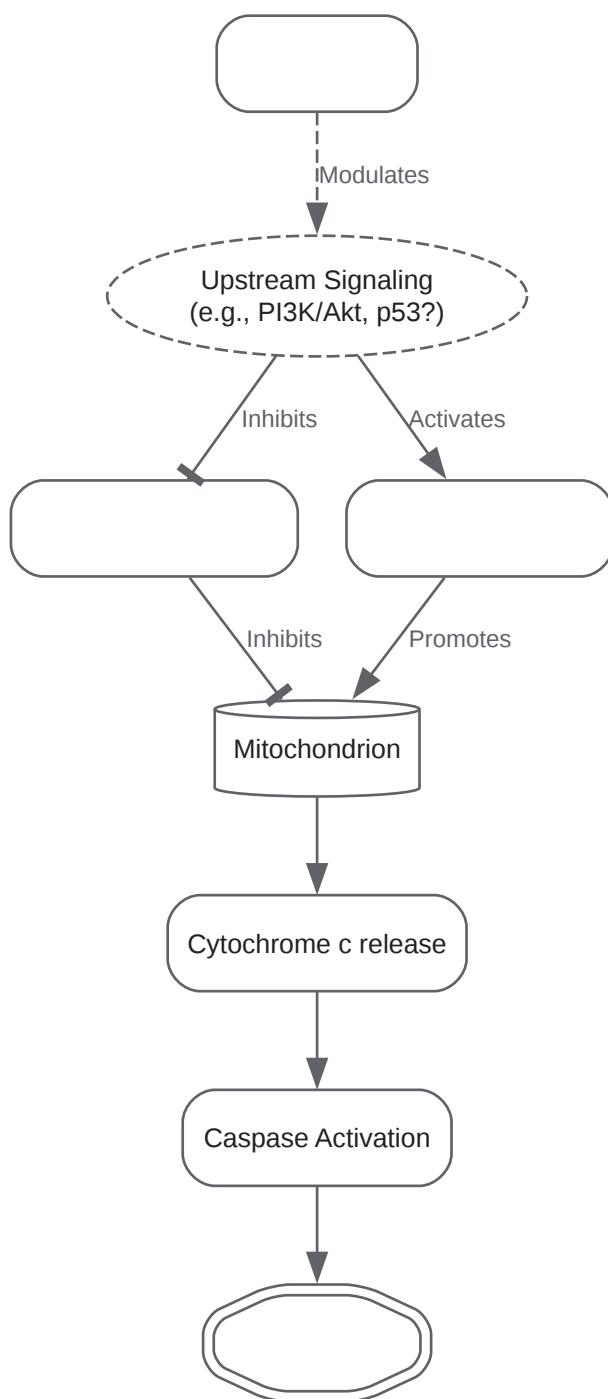 Modulates
Upstream Signaling
(e.g., PI3K/Akt, p53?)
Inhibits
Activates
Inhibits
Promotes
Mitochondrion
Cytochrome c release
Caspase Activation